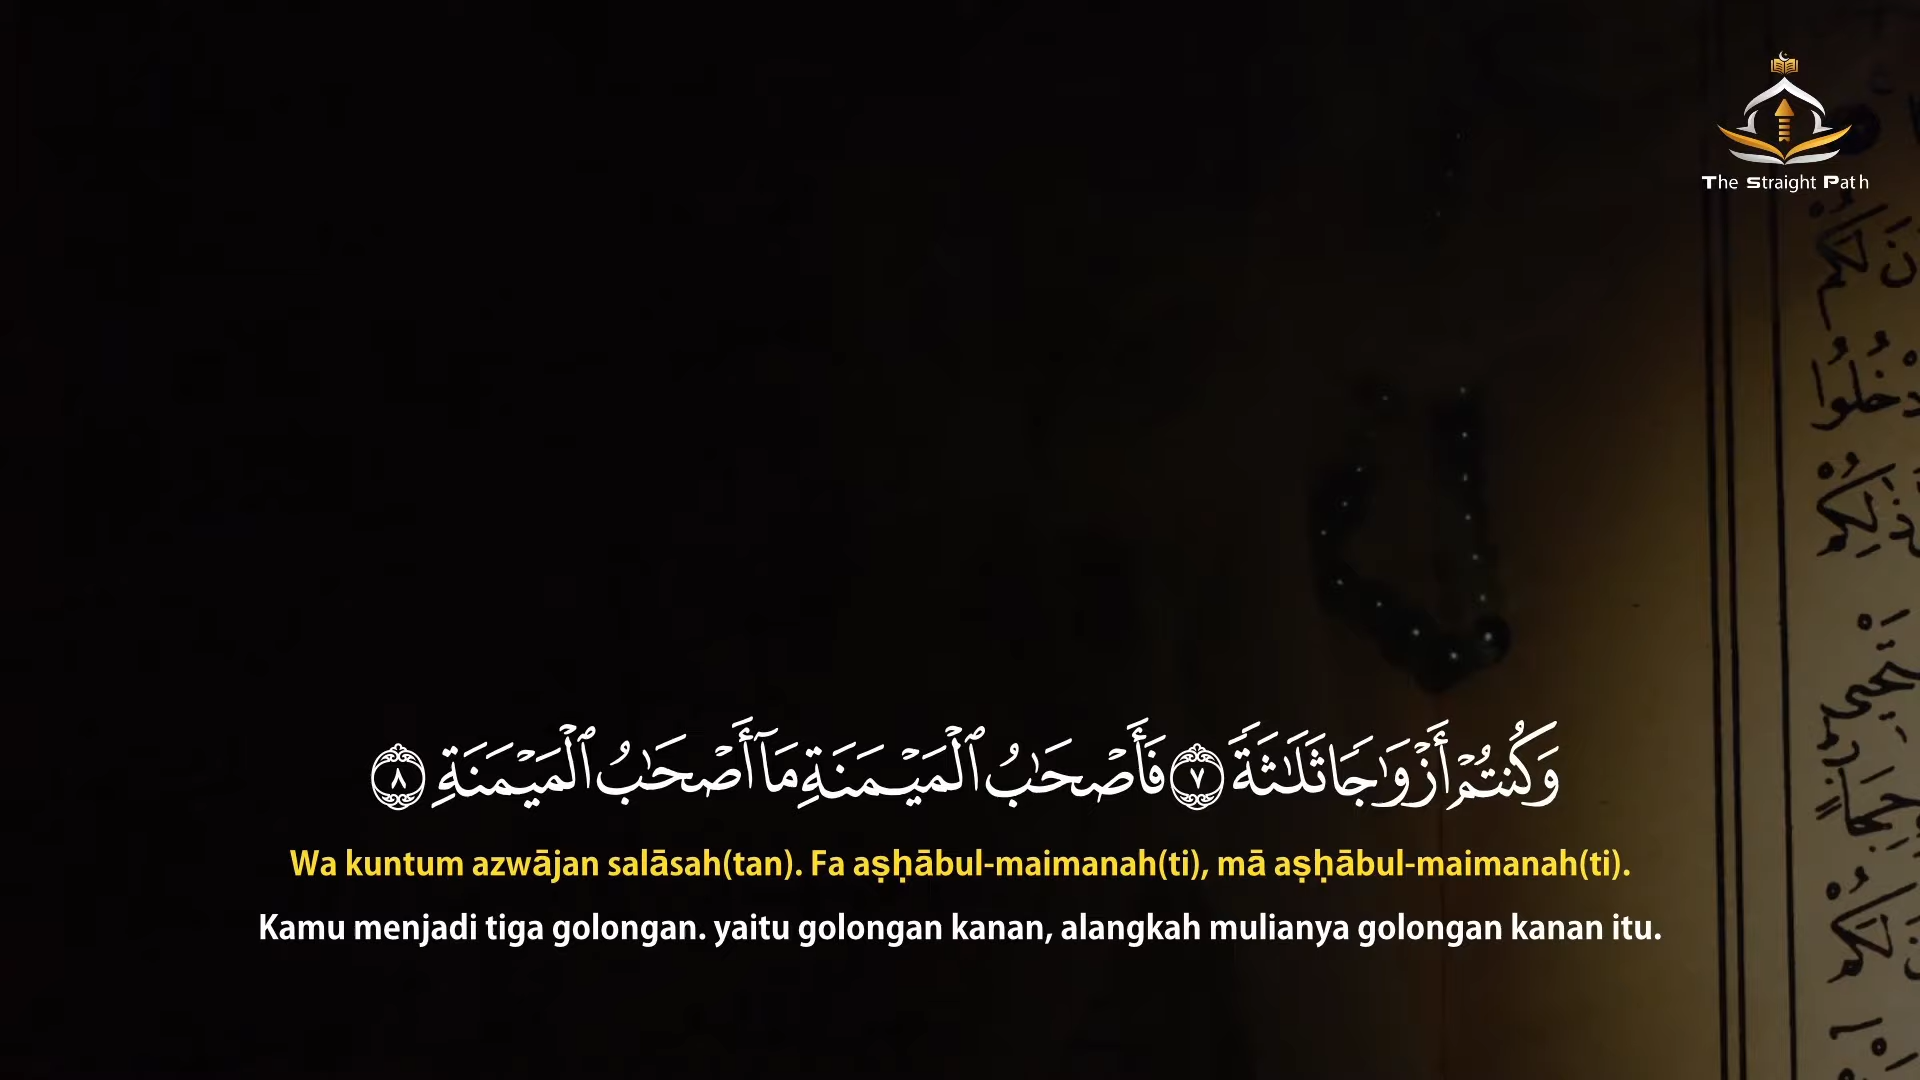 The Straight Path
وَكُنتُمْ أَزْوَٰجًا ثَلَـٰثَةً ٧ فَأَصْحَـٰبُ ٱلْمَيْمَنَةِ مَآ أَصْحَـٰبُ ٱلْمَيْمَنَةِ ٨
Wa kuntum azwājan salāsah(tan). Fa aṣḥābul-maimanah(ti), mā aṣḥābul-maimanah(ti).
Kamu menjadi tiga golongan. yaitu golongan kanan, alangkah mulianya golongan kanan itu.